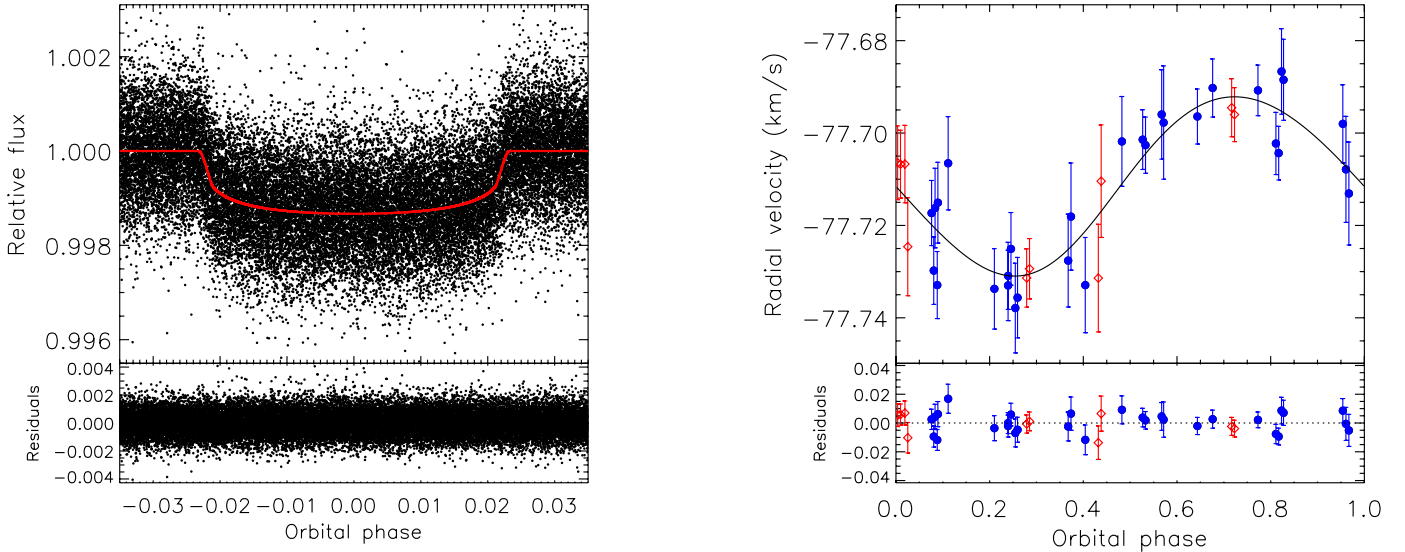 Relative flux
1.002
1.000
0.998
0.996
Residuals
0.004
0.002
0.000
−0.002
−0.004
−0.03 −0.02 −0.01 0.00 0.01 0.02 0.03
Orbital phase
Radial velocity (km/s)
−77.68
−77.70
−77.72
−77.74
Residuals
0.04
0.02
0.00
−0.02
−0.04
0.0 0.2 0.4 0.6 0.8 1.0
Orbital phase